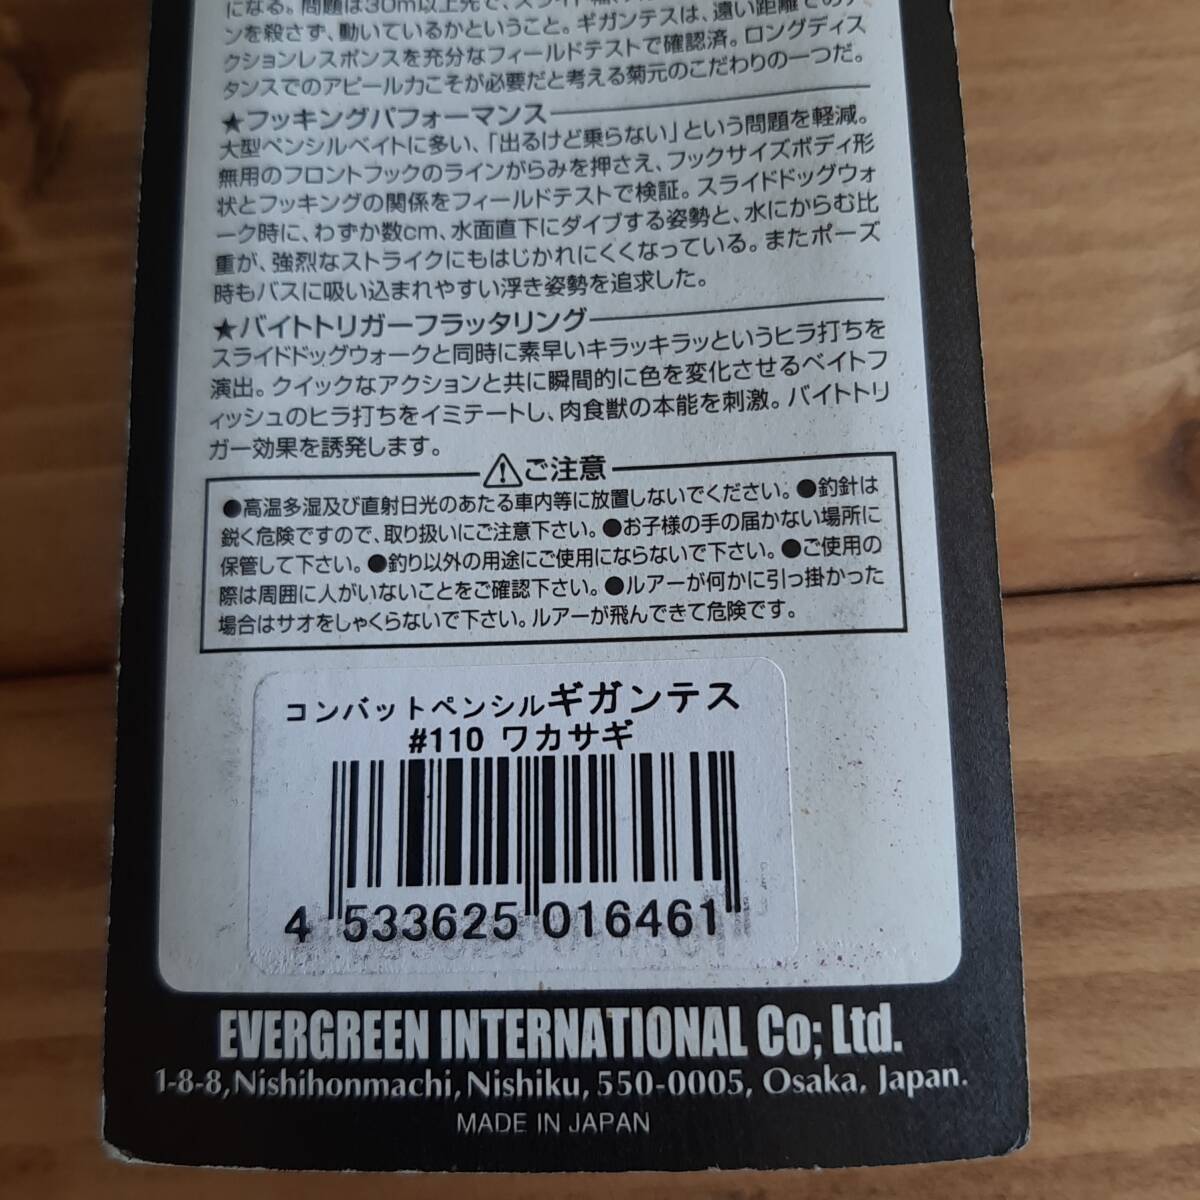 になる。問題は30m以上先で、スライド幅
ンを殺さず、動いているかということ。ギガンテスは、遠い距離での
クションレスポンスを充分なフィールドテストで確認済。ロングディス
タンスでのアピール力こそが必要だと考える菊元のこだわりの一つだ。
★フッキングパフォーマンス
大型ペンシルベイトに多い、「出るけど乗らない」という問題を軽減。
無用のフロントフックのラインがらみを押さえ、フックサイズボディ形
状とフッキングの関係をフィールドテストで検証。スライドドッグウォ
ーク時に、わずか数cm、水面直下にダイブする姿勢と、水にからむ比
重が、強烈なストライクにもはじかれにくくなっている。またポーズ
時もバスに吸い込まれやすい浮き姿勢を追求した。
★バイトトリガーフラッタリング
スライドドッグウォークと同時に素早いキラッキラッというヒラ打ちを
演出。クイックなアクションと共に瞬間的に色を変化させるベイトフ
ィッシュのヒラ打ちをイミテートし、肉食獣の本能を刺激。バイトトリ
ガー効果を誘発します。
⚠ご注意
●高温多湿及び直射日光のあたる車内等に放置しないでください。●釣針は
鋭く危険ですので、取り扱いにご注意下さい。●お子様の手の届かない場所に
保管して下さい。●釣り以外の用途にご使用にならないで下さい。●ご使用の
際は周囲に人がいないことをご確認下さい。●ルアーが何かに引っ掛かった
場合はサオをしゃくらないで下さい。ルアーが飛んできて危険です。
コンバットペンシルギガンテス
#110 ワカサギ
4 533625 016461
EVERGREEN INTERNATIONAL Co; Ltd.
1-8-8, Nishihonmachi, Nishiku, 550-0005, Osaka, Japan.
MADE IN JAPAN